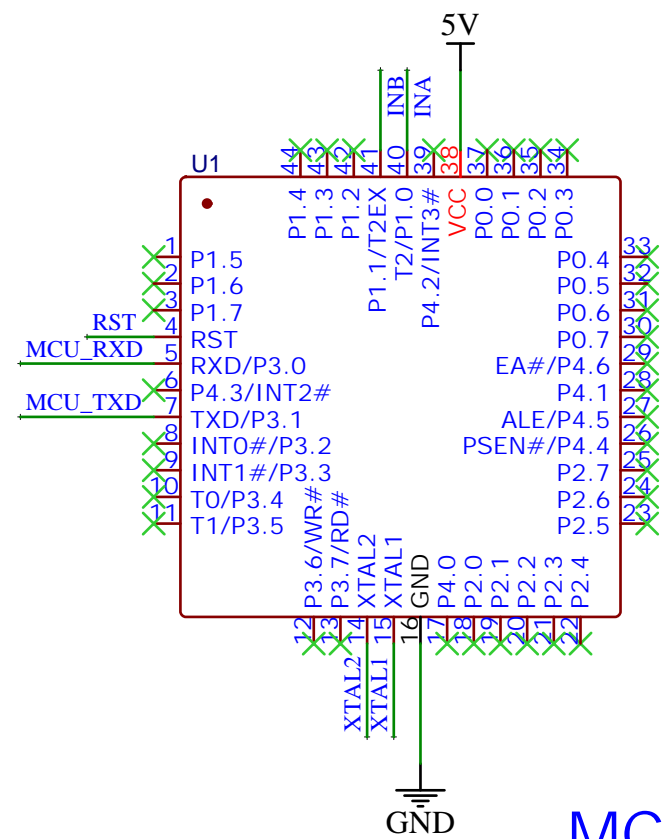 5V
INB
INA
44
43
42
41
40
39
38
37
36
35
34
U1
P1.4
P1.3
P1.2
P1.1/T2EX
T2/P1.0
P4.2/INT3#
VCC
P0.0
P0.1
P0.2
P0.3
1 P1.5
2 P1.6
3 P1.7
RST 4 RST
MCU_RXD 5 RXD/P3.0
6 P4.3/INT2#
MCU_TXD 7 TXD/P3.1
8 INT0#/P3.2
9 INT1#/P3.3
10 T0/P3.4
11 T1/P3.5
P0.4 33
P0.5 32
P0.6 31
P0.7 30
EA#/P4.6 29
P4.1 28
ALE/P4.5 27
PSEN#/P4.4 26
P2.7 25
P2.6 24
P2.5 23
P3.6/WR#
P3.7/RD#
XTAL2
XTAL1
GND
P4.0
P2.0
P2.1
P2.2
P2.3
P2.4
12
13
14
15
16
17
18
19
20
21
22
XTAL2
XTAL1
GND
MC